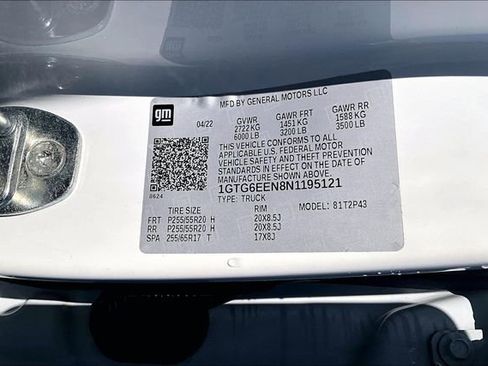 MFD BY GENERAL MOTORS LLC
gm
04/22 GVWR GAWR FRT GAWR RR
2722 KG 1451 KG 1588 KG
6000 LB 3200 LB 3500 LB
THIS VEHICLE CONFORMS TO ALL
APPLICABLE U.S. FEDERAL MOTOR
VEHICLE SAFETY AND THEFT PREVENTION
STANDARDS IN EFFECT ON THE DATE OF
MANUFACTURE SHOWN ABOVE.
1GTG6EEN8N1195121
8624 TYPE: TRUCK MODEL: 81T2P43
TIRE SIZE RIM
FRT P255/55R20 H 20X8.5J
RR P255/55R20 H 20X8.5J
SPA 255/65R17 T 17X8J